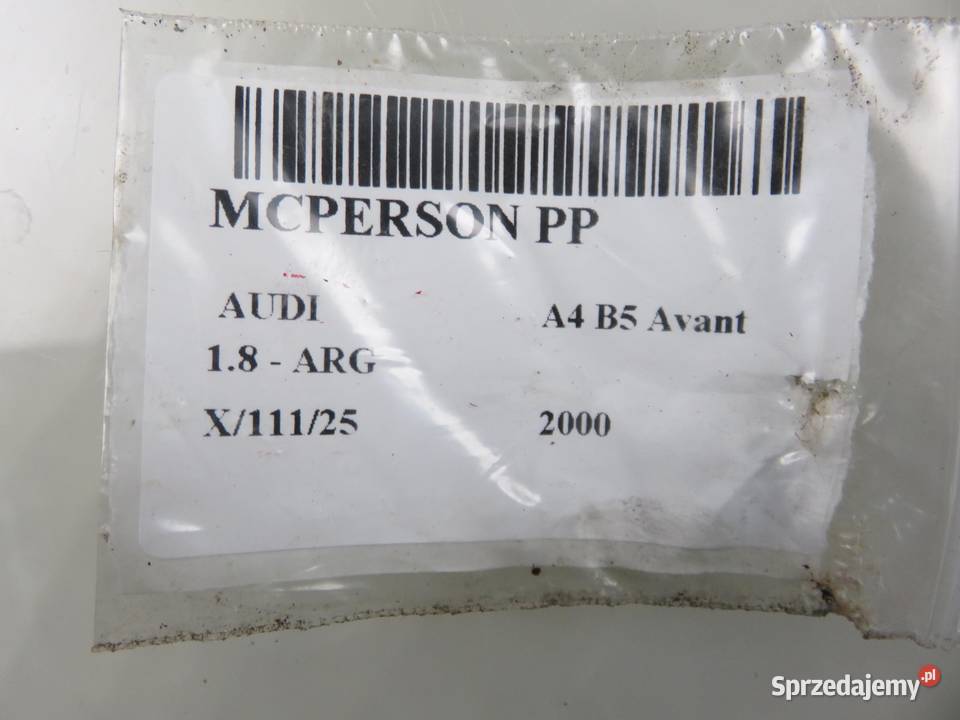 MCPERSON PP
AUDI A4 B5 Avant
1.8 - ARG
X/111/25 2000
Sprzedajemy.pl